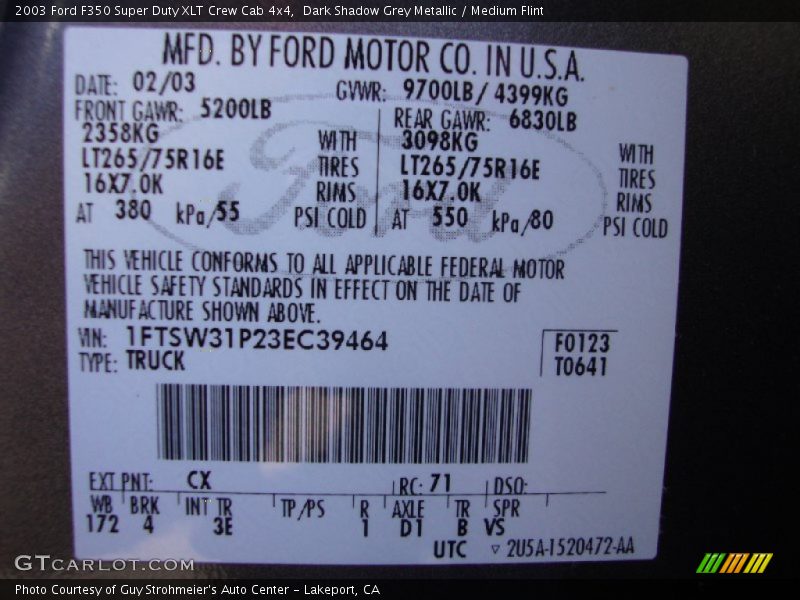 2003 Ford F350 Super Duty XLT Crew Cab 4x4, Dark Shadow Grey Metallic / Medium Flint
MFD. BY FORD MOTOR CO. IN U.S.A.
DATE: 02/03 GVWR: 9700LB/ 4399KG
FRONT GAWR: 5200LB REAR GAWR: 6830LB
2358KG WITH 3098KG WITH
LT265/75R16E TIRES LT265/75R16E TIRES
16X7.0K RIMS 16X7.0K RIMS
AT 380 kPa/55 PSI COLD AT 550 kPa/80 PSI COLD
Ford
THIS VEHICLE CONFORMS TO ALL APPLICABLE FEDERAL MOTOR
VEHICLE SAFETY STANDARDS IN EFFECT ON THE DATE OF
MANUFACTURE SHOWN ABOVE.
VIN: 1FTSW31P23EC39464 F0123
TYPE: TRUCK T0641
EXT PNT: CX RC: 71 DSO:
WB BRK INT TR TP/PS R AXLE TR SPR
172 4 3E 1 D1 B VS
UTC ▽ 2U5A-1520472-AA
GTCARLOT.COM
Photo Courtesy of Guy Strohmeier's Auto Center - Lakeport, CA